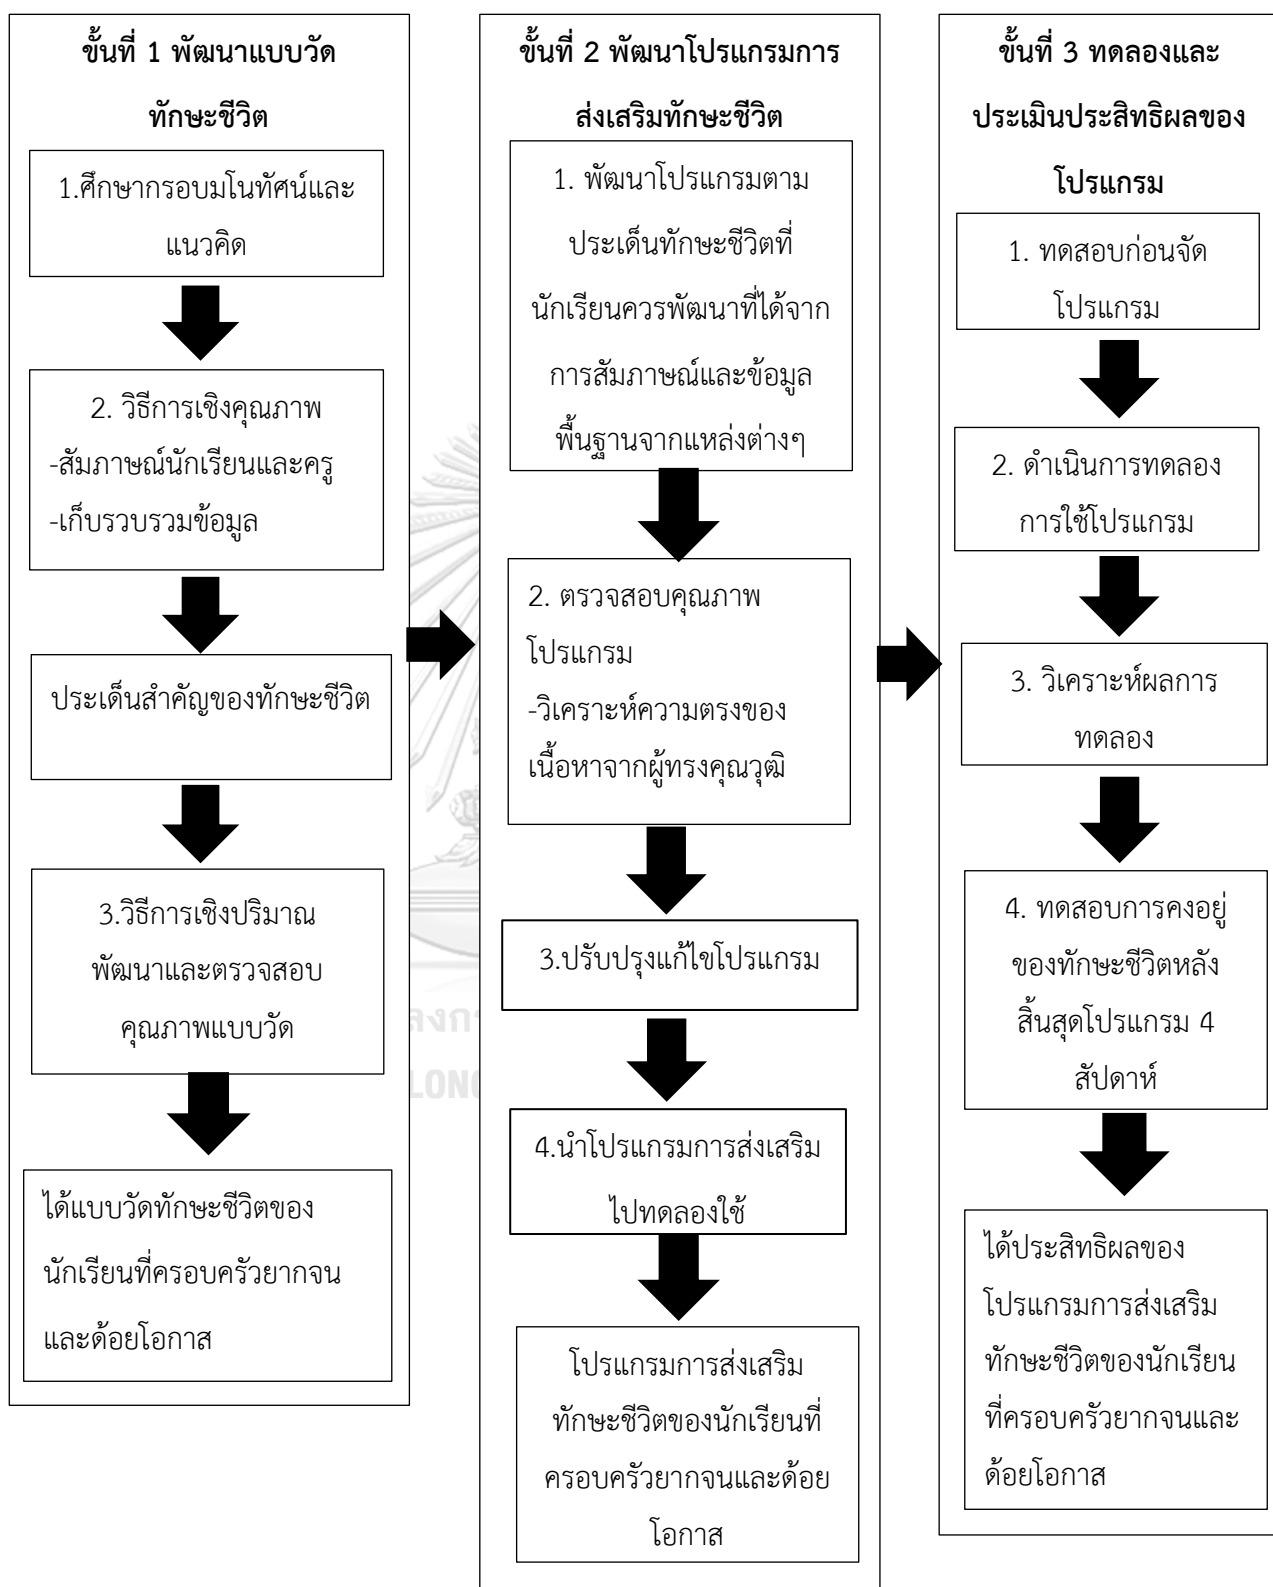 ขั้นที่ 1 พัฒนาแบบวัด
ทักษะชีวิต
1.ศึกษากรอบมโนทัศน์และ
แนวคิด
2. วิธีการเชิงคุณภาพ
-สัมภาษณ์นักเรียนและครู
-เก็บรวบรวมข้อมูล
ประเด็นสำคัญของทักษะชีวิต
3.วิธีการเชิงปริมาณ
พัฒนาและตรวจสอบ
คุณภาพแบบวัด
ได้แบบวัดทักษะชีวิตของ
นักเรียนที่ครอบครัวยากจน
และด้อยโอกาส
ขั้นที่ 2 พัฒนาโปรแกรมการ
ส่งเสริมทักษะชีวิต
1. พัฒนาโปรแกรมตาม
ประเด็นทักษะชีวิตที่
นักเรียนควรพัฒนาที่ได้จาก
การสัมภาษณ์และข้อมูล
พื้นฐานจากแหล่งต่างๆ
2. ตรวจสอบคุณภาพ
โปรแกรม
-วิเคราะห์ความตรงของ
เนื้อหาจากผู้ทรงคุณวุฒิ
3.ปรับปรุงแก้ไขโปรแกรม
4.นำโปรแกรมการส่งเสริม
ไปทดลองใช้
โปรแกรมการส่งเสริม
ทักษะชีวิตของนักเรียนที่
ครอบครัวยากจนและด้อย
โอกาส
ขั้นที่ 3 ทดลองและ
ประเมินประสิทธิผลของ
โปรแกรม
1. ทดสอบก่อนจัด
โปรแกรม
2. ดำเนินการทดลอง
การใช้โปรแกรม
3. วิเคราะห์ผลการ
ทดลอง
4. ทดสอบการคงอยู่
ของทักษะชีวิตหลัง
สิ้นสุดโปรแกรม 4
สัปดาห์
ได้ประสิทธิผลของ
โปรแกรมการส่งเสริม
ทักษะชีวิตของนักเรียน
ที่ครอบครัวยากจนและ
ด้อยโอกาส